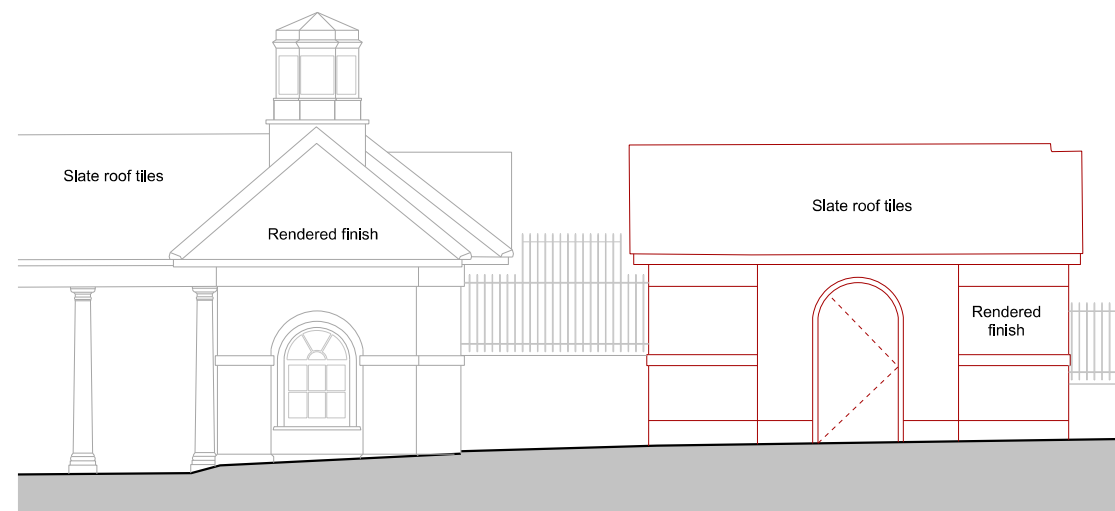 Slate roof tiles
Rendered finish
Slate roof tiles
Rendered
finish